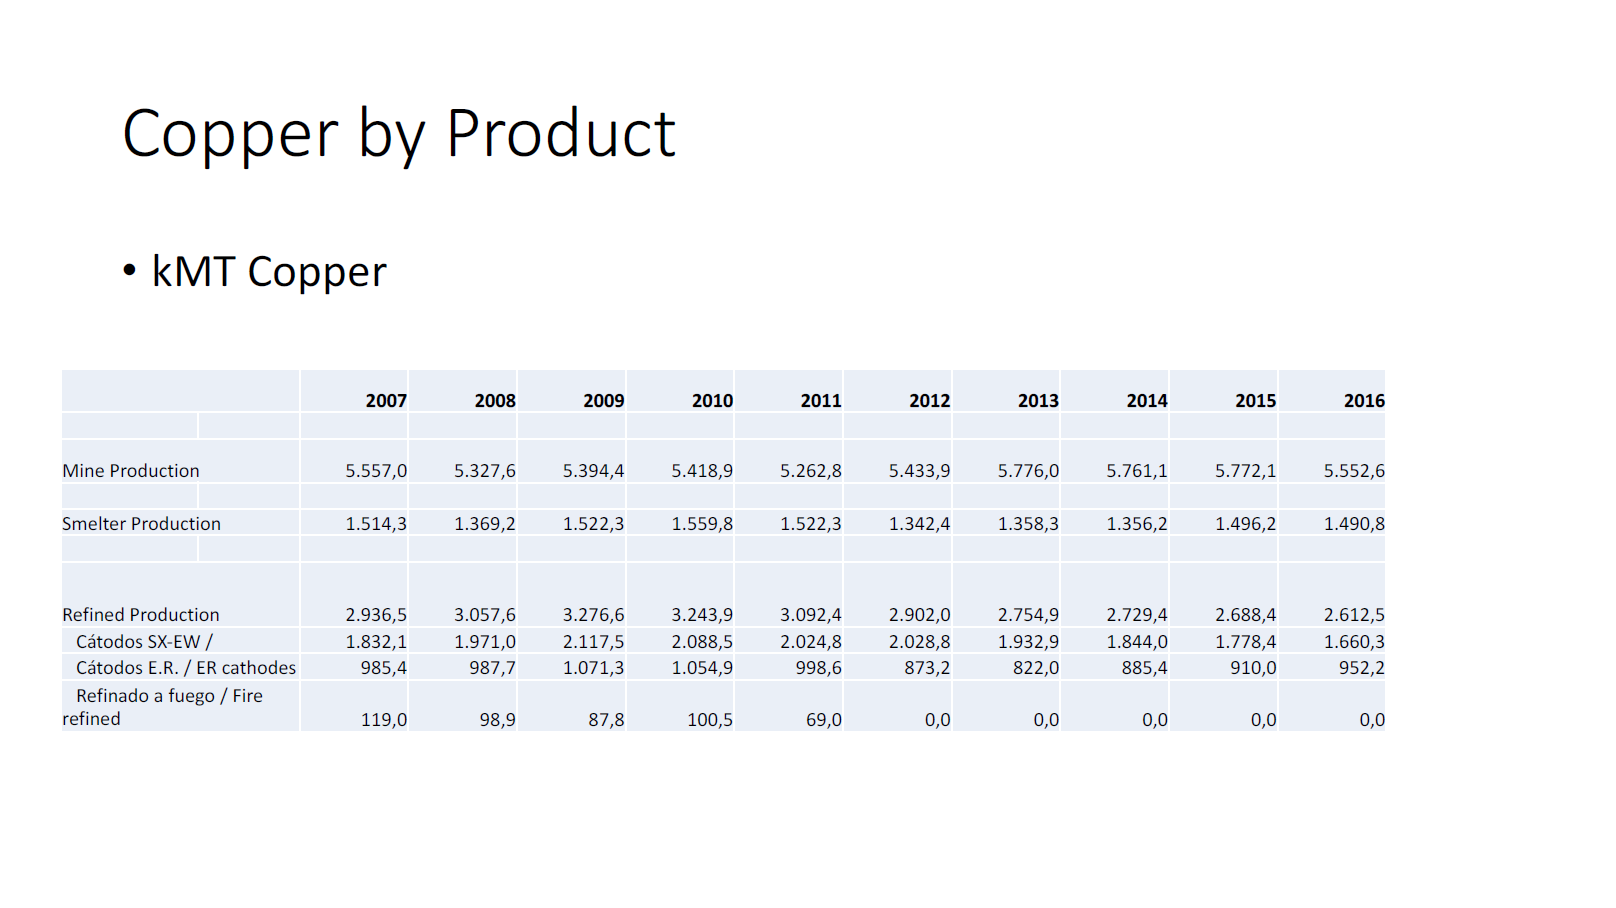 Copper by Product
• kMT Copper
2007 2008 2009 2010 2011 2012 2013 2014 2015 2016
Mine Production 5.557,0 5.327,6 5.394,4 5.418,9 5.262,8 5.433,9 5.776,0 5.761,1 5.772,1 5.552,6
Smelter Production 1.514,3 1.369,2 1.522,3 1.559,8 1.522,3 1.342,4 1.358,3 1.356,2 1.496,2 1.490,8
Refined Production 2.936,5 3.057,6 3.276,6 3.243,9 3.092,4 2.902,0 2.754,9 2.729,4 2.688,4 2.612,5
Cátodos SX-EW / 1.832,1 1.971,0 2.117,5 2.088,5 2.024,8 2.028,8 1.932,9 1.844,0 1.778,4 1.660,3
Cátodos E.R. / ER cathodes 985,4 987,7 1.071,3 1.054,9 998,6 873,2 822,0 885,4 910,0 952,2
Refinado a fuego / Fire
refined 119,0 98,9 87,8 100,5 69,0 0,0 0,0 0,0 0,0 0,0